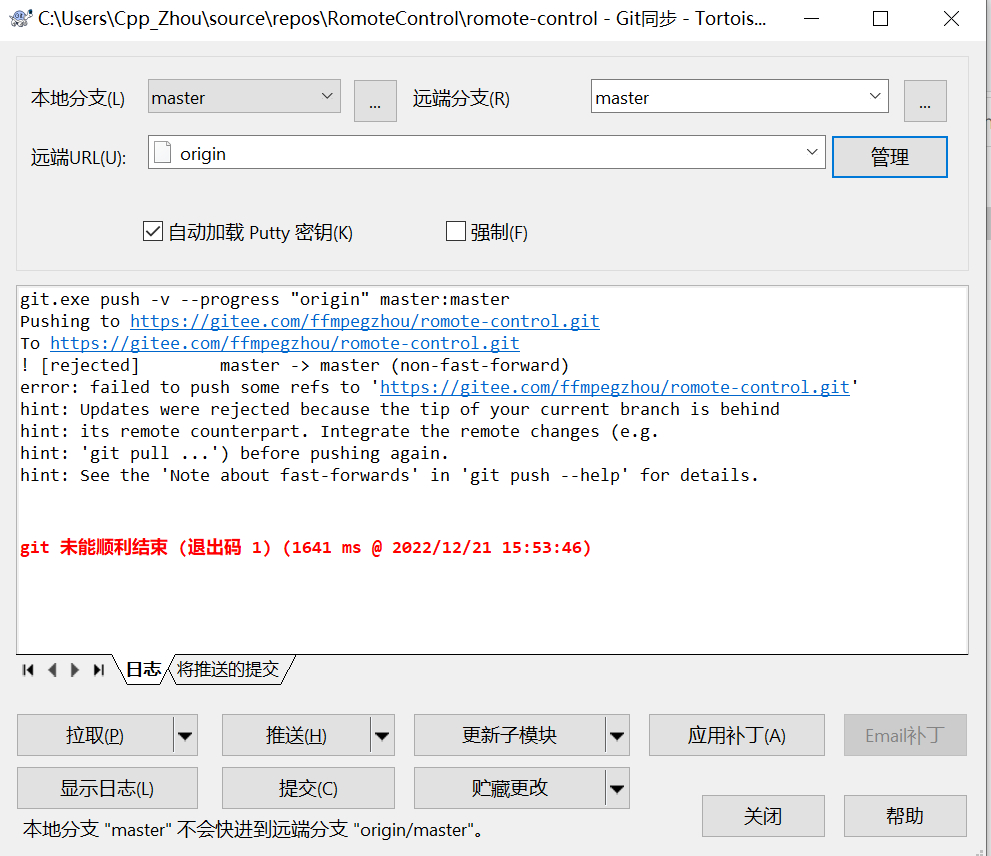 C:\Users\Cpp_Zhou\source\repos\RomoteControl\romote-control - Git同步 - Tortois...
本地分支(L) master ... 远端分支(R) master ...
远端URL(U): origin 管理
自动加载 Putty 密钥(K) 强制(F)
git.exe push -v --progress "origin" master:master
Pushing to https://gitee.com/ffmpegzhou/romote-control.git
To https://gitee.com/ffmpegzhou/romote-control.git
! [rejected]        master -> master (non-fast-forward)
error: failed to push some refs to 'https://gitee.com/ffmpegzhou/romote-control.git'
hint: Updates were rejected because the tip of your current branch is behind
hint: its remote counterpart. Integrate the remote changes (e.g.
hint: 'git pull ...') before pushing again.
hint: See the 'Note about fast-forwards' in 'git push --help' for details.
git 未能顺利结束 (退出码 1) (1641 ms @ 2022/12/21 15:53:46)
日志 将推送的提交
拉取(P) 推送(H) 更新子模块 应用补丁(A) Email补丁
显示日志(L) 提交(C) 贮藏更改
关闭 帮助
本地分支 "master" 不会快进到远端分支 "origin/master"。